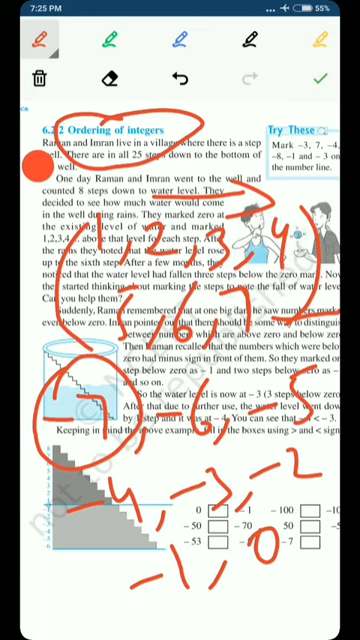 7:25 PM
55%
6.2.2 Ordering of integers
Raman and Imran live in a village where there is a step
well. There are in all 25 steps down to the bottom of
well.
One day Raman and Imran went to the well and
counted 8 steps down to water level. They
decided to see how much water would come
in the well during rains. They marked zero at
the existing level of water and marked
1,2,3,4,.. above that level for each step. After
the rains they noted that the water level rose
up to the sixth step. After a few months, they
noticed that the water level had fallen three steps below the zero mark. Now
they started thinking about marking the steps to note the fall of water leve
Can you help them?
Suddenly, Raman remembered that at one big dam he saw numbers mark
even below zero. Imran pointed out that there should be some way to distinguis
between numbers which are above zero and below zero
Then Raman recalled that the numbers which were belo
zero had minus sign in front of them. So they marked on
step below zero as – 1 and two steps below zero as –
and so on.
So the water level is now at – 3 (3 steps below zero
After that due to further use, the water level went dow
by 1 step and it was at – 4. You can see that – 4 < – 3.
Keeping in mind the above example, fill in the boxes using > and < sign
Try These
Mark –3, 7, –4,
–8, –1 and – 3 on
the number line.
0 – 1 – 100 –10
– 50 – 70 50 –5
– 53 – – 7
1, 2, 3, 4
5, 6, 7
–7, –6, –5
–4, –3, –2
–1, 0